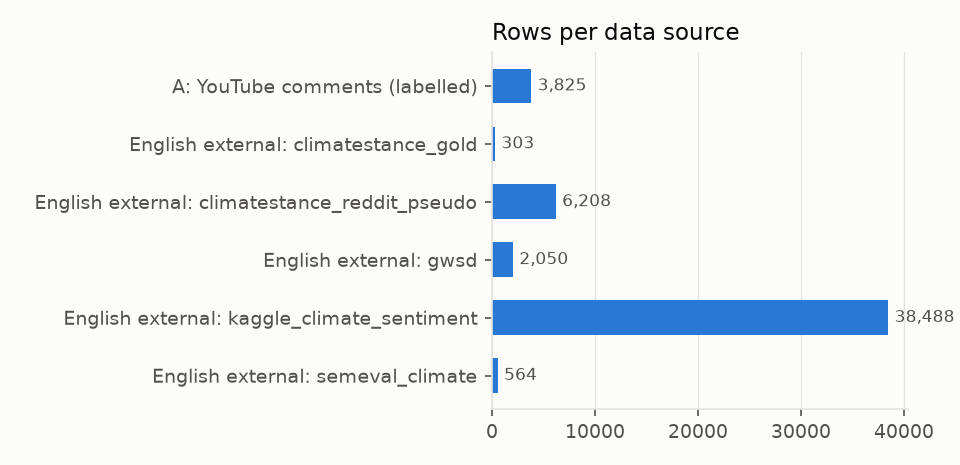 Rows per data source
A: YouTube comments (labelled)
3,825
English external: climatestance_gold
303
English external: climatestance_reddit_pseudo
6,208
English external: gwsd
2,050
English external: kaggle_climate_sentiment
38,488
English external: semeval_climate
564
0 10000 20000 30000 40000